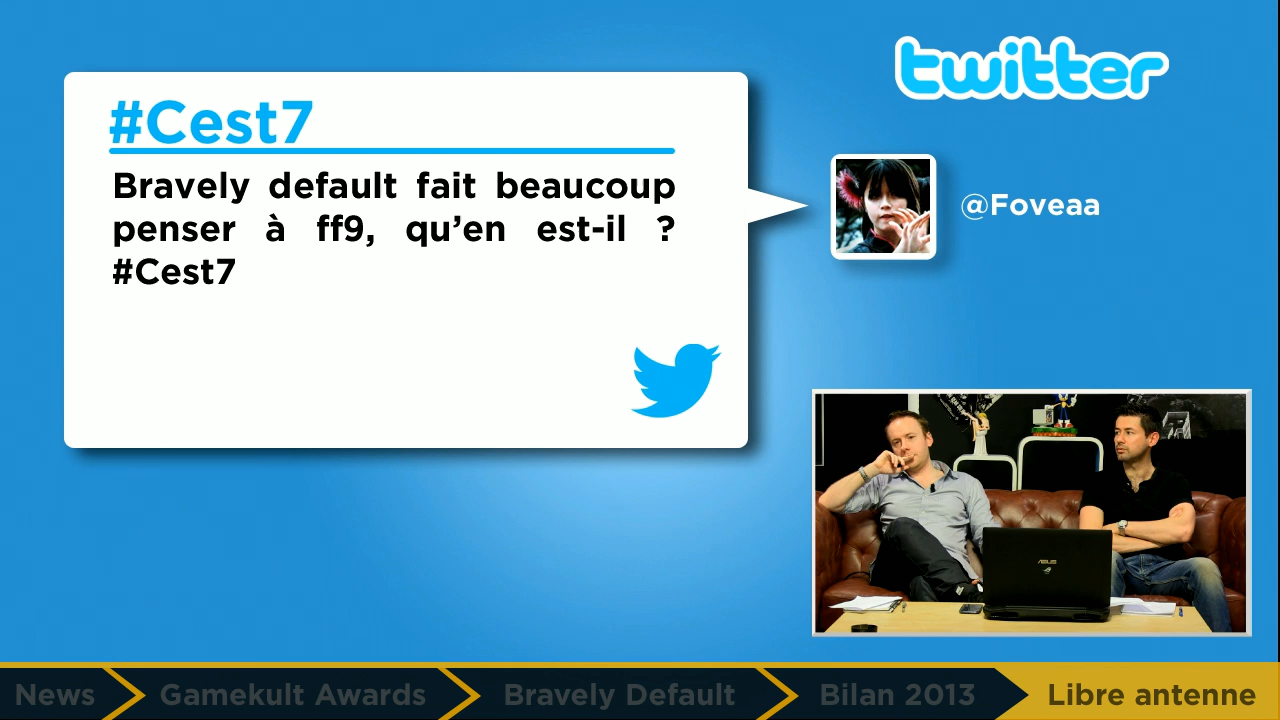 twitter
#Cest7
Bravely default fait beaucoup
penser à ff9, qu’en est-il ?
#Cest7
@Foveaa
ASUS
News
Gamekult Awards
Bravely Default
Bilan 2013
Libre antenne